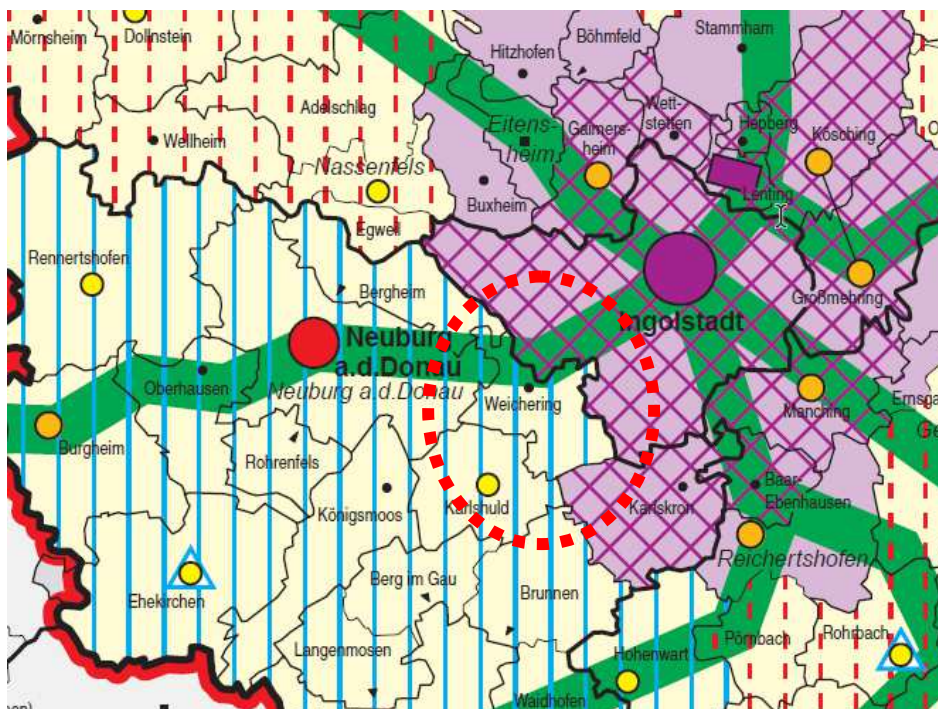 Mörnsheim
Dollnstein
Hitzhofen
Böhmfeld
Stammham
Adelschlag
Eitens-
heim
Gaimers-
heim
Wett-
stetten
Hepberg
Kösching
Wellheim
Nassenfels
Buxheim
Lenting
Egweil
Rennertshofen
Bergheim
Großmehring
Ingolstadt
Neuburg
a.d.Donau
Neuburg a.d.Donau
Oberhausen
Weichering
Manching
Ernsga
Ge
Burgheim
Rohrenfels
Königsmoos
Karlshuld
Karlskron
Baar-
Ebenhausen
Reichertshofen
Berg im Gau
Brunnen
Ehekirchen
Langenmosen
Hohenwart
Pörnbach
Rohrbach
Waidhofen